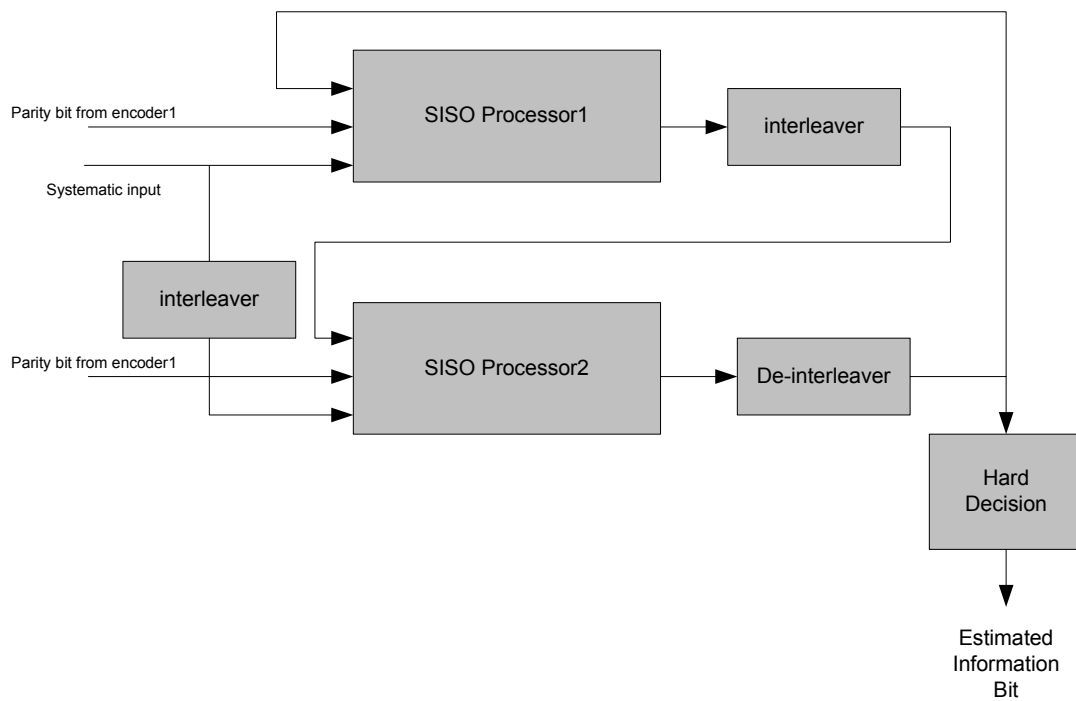 Parity bit from encoder1
SISO Processor1
interleaver
Systematic input
interleaver
Parity bit from encoder1
SISO Processor2
De-interleaver
Hard
Decision
Estimated
Information
Bit